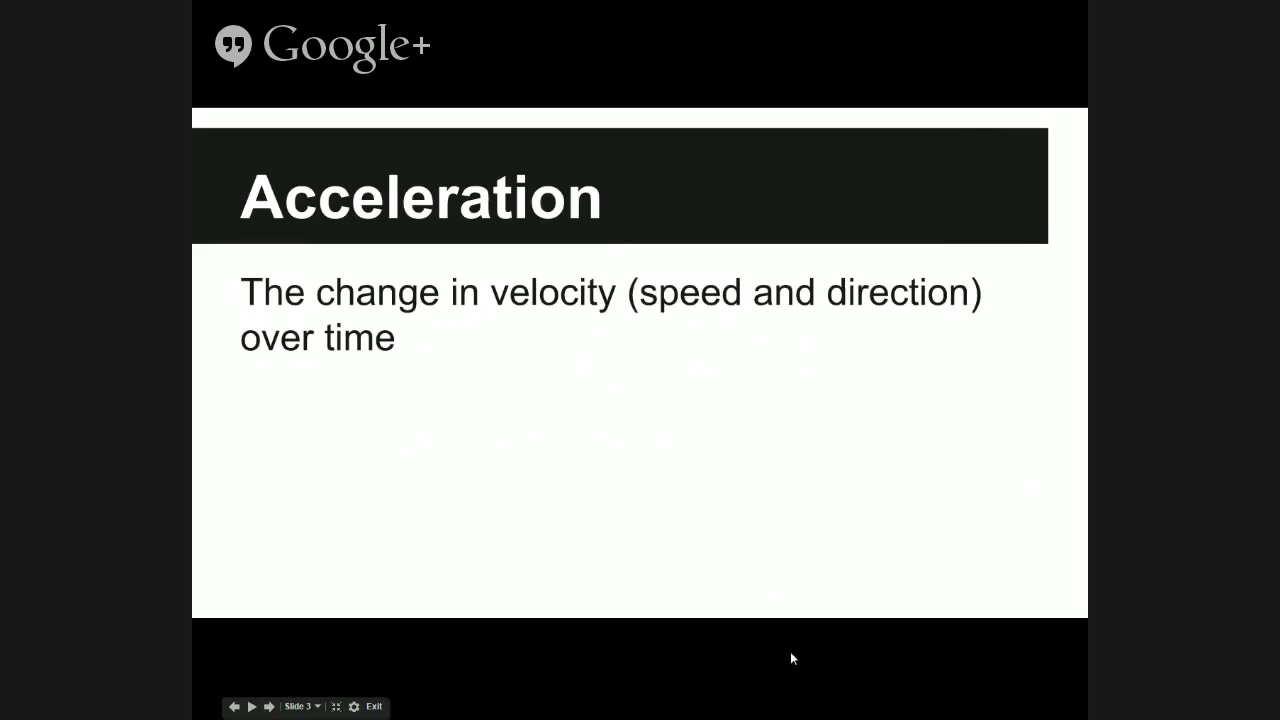 Google+
Acceleration
The change in velocity (speed and direction)
over time
Slide 3
Exit